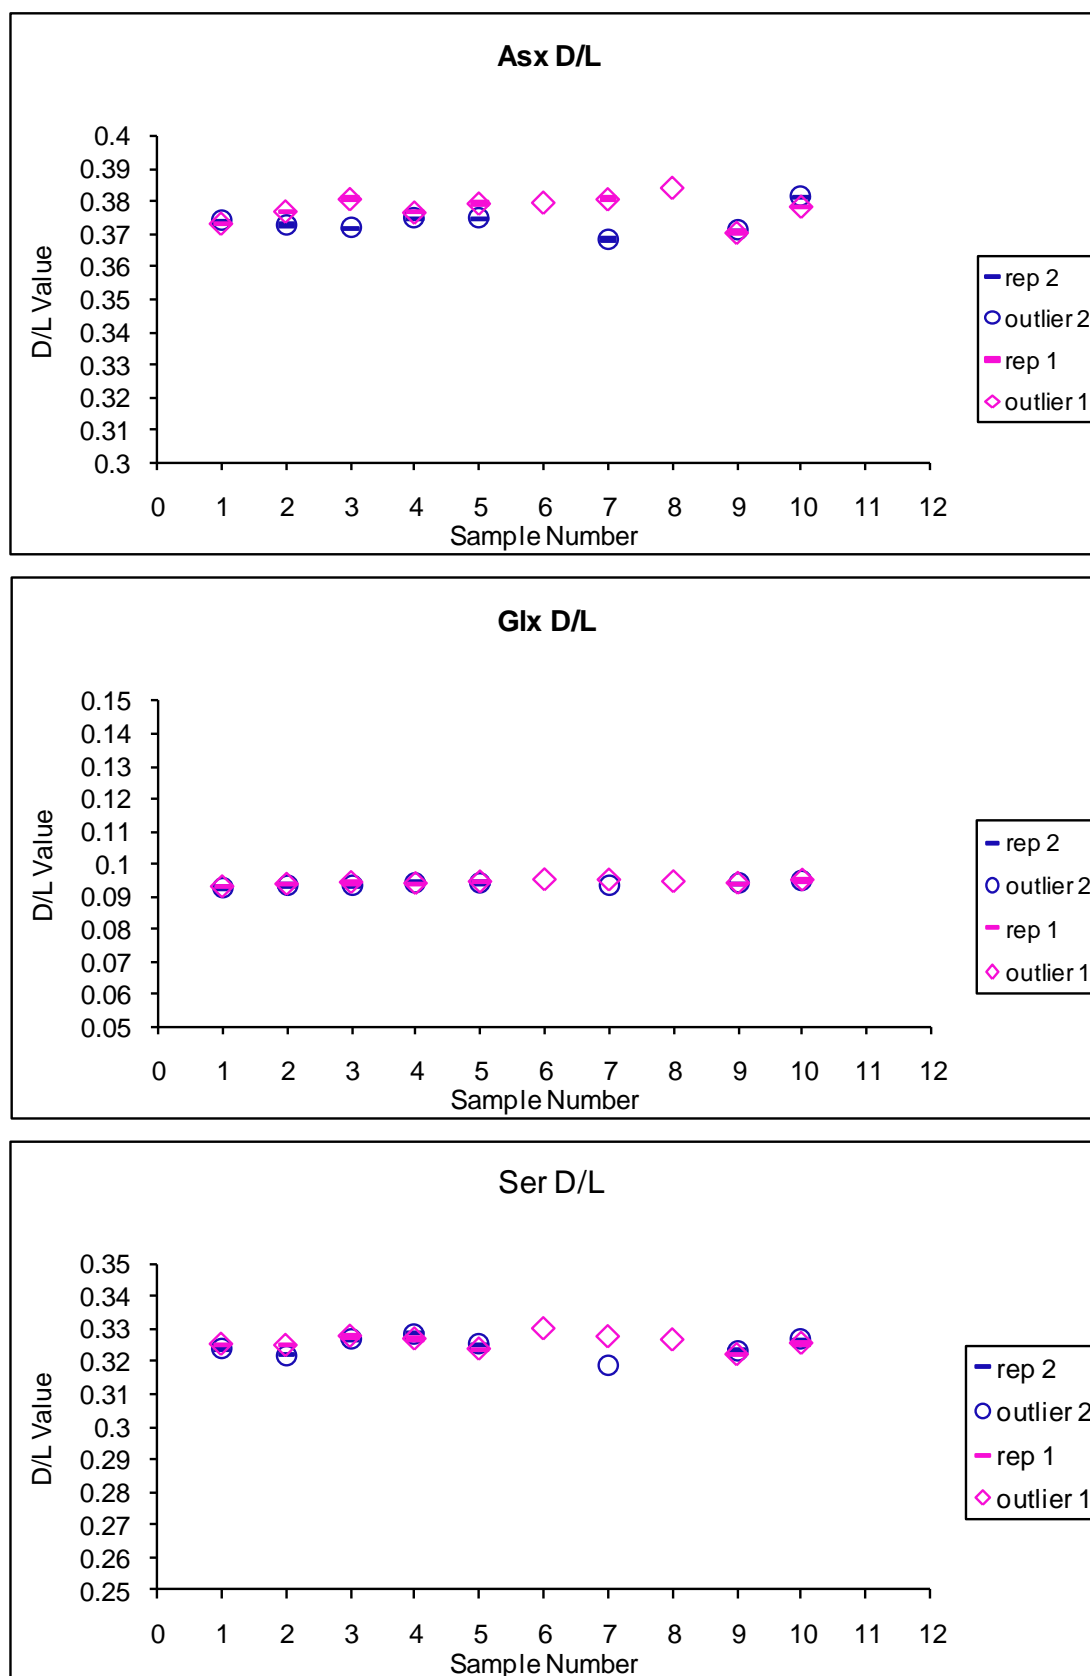 Asx D/L
0.4
0.39
0.38
0.37
0.36
0.35
0.34
0.33
0.32
0.31
0.3
D/L Value
0 1 2 3 4 5 6 7 8 9 10 11 12
Sample Number
rep 2
outlier 2
rep 1
outlier 1
Glx D/L
0.15
0.14
0.13
0.12
0.11
0.1
0.09
0.08
0.07
0.06
0.05
D/L Value
0 1 2 3 4 5 6 7 8 9 10 11 12
Sample Number
rep 2
outlier 2
rep 1
outlier 1
Ser D/L
0.35
0.34
0.33
0.32
0.31
0.3
0.29
0.28
0.27
0.26
0.25
D/L Value
0 1 2 3 4 5 6 7 8 9 10 11 12
Sample Number
rep 2
outlier 2
rep 1
outlier 1